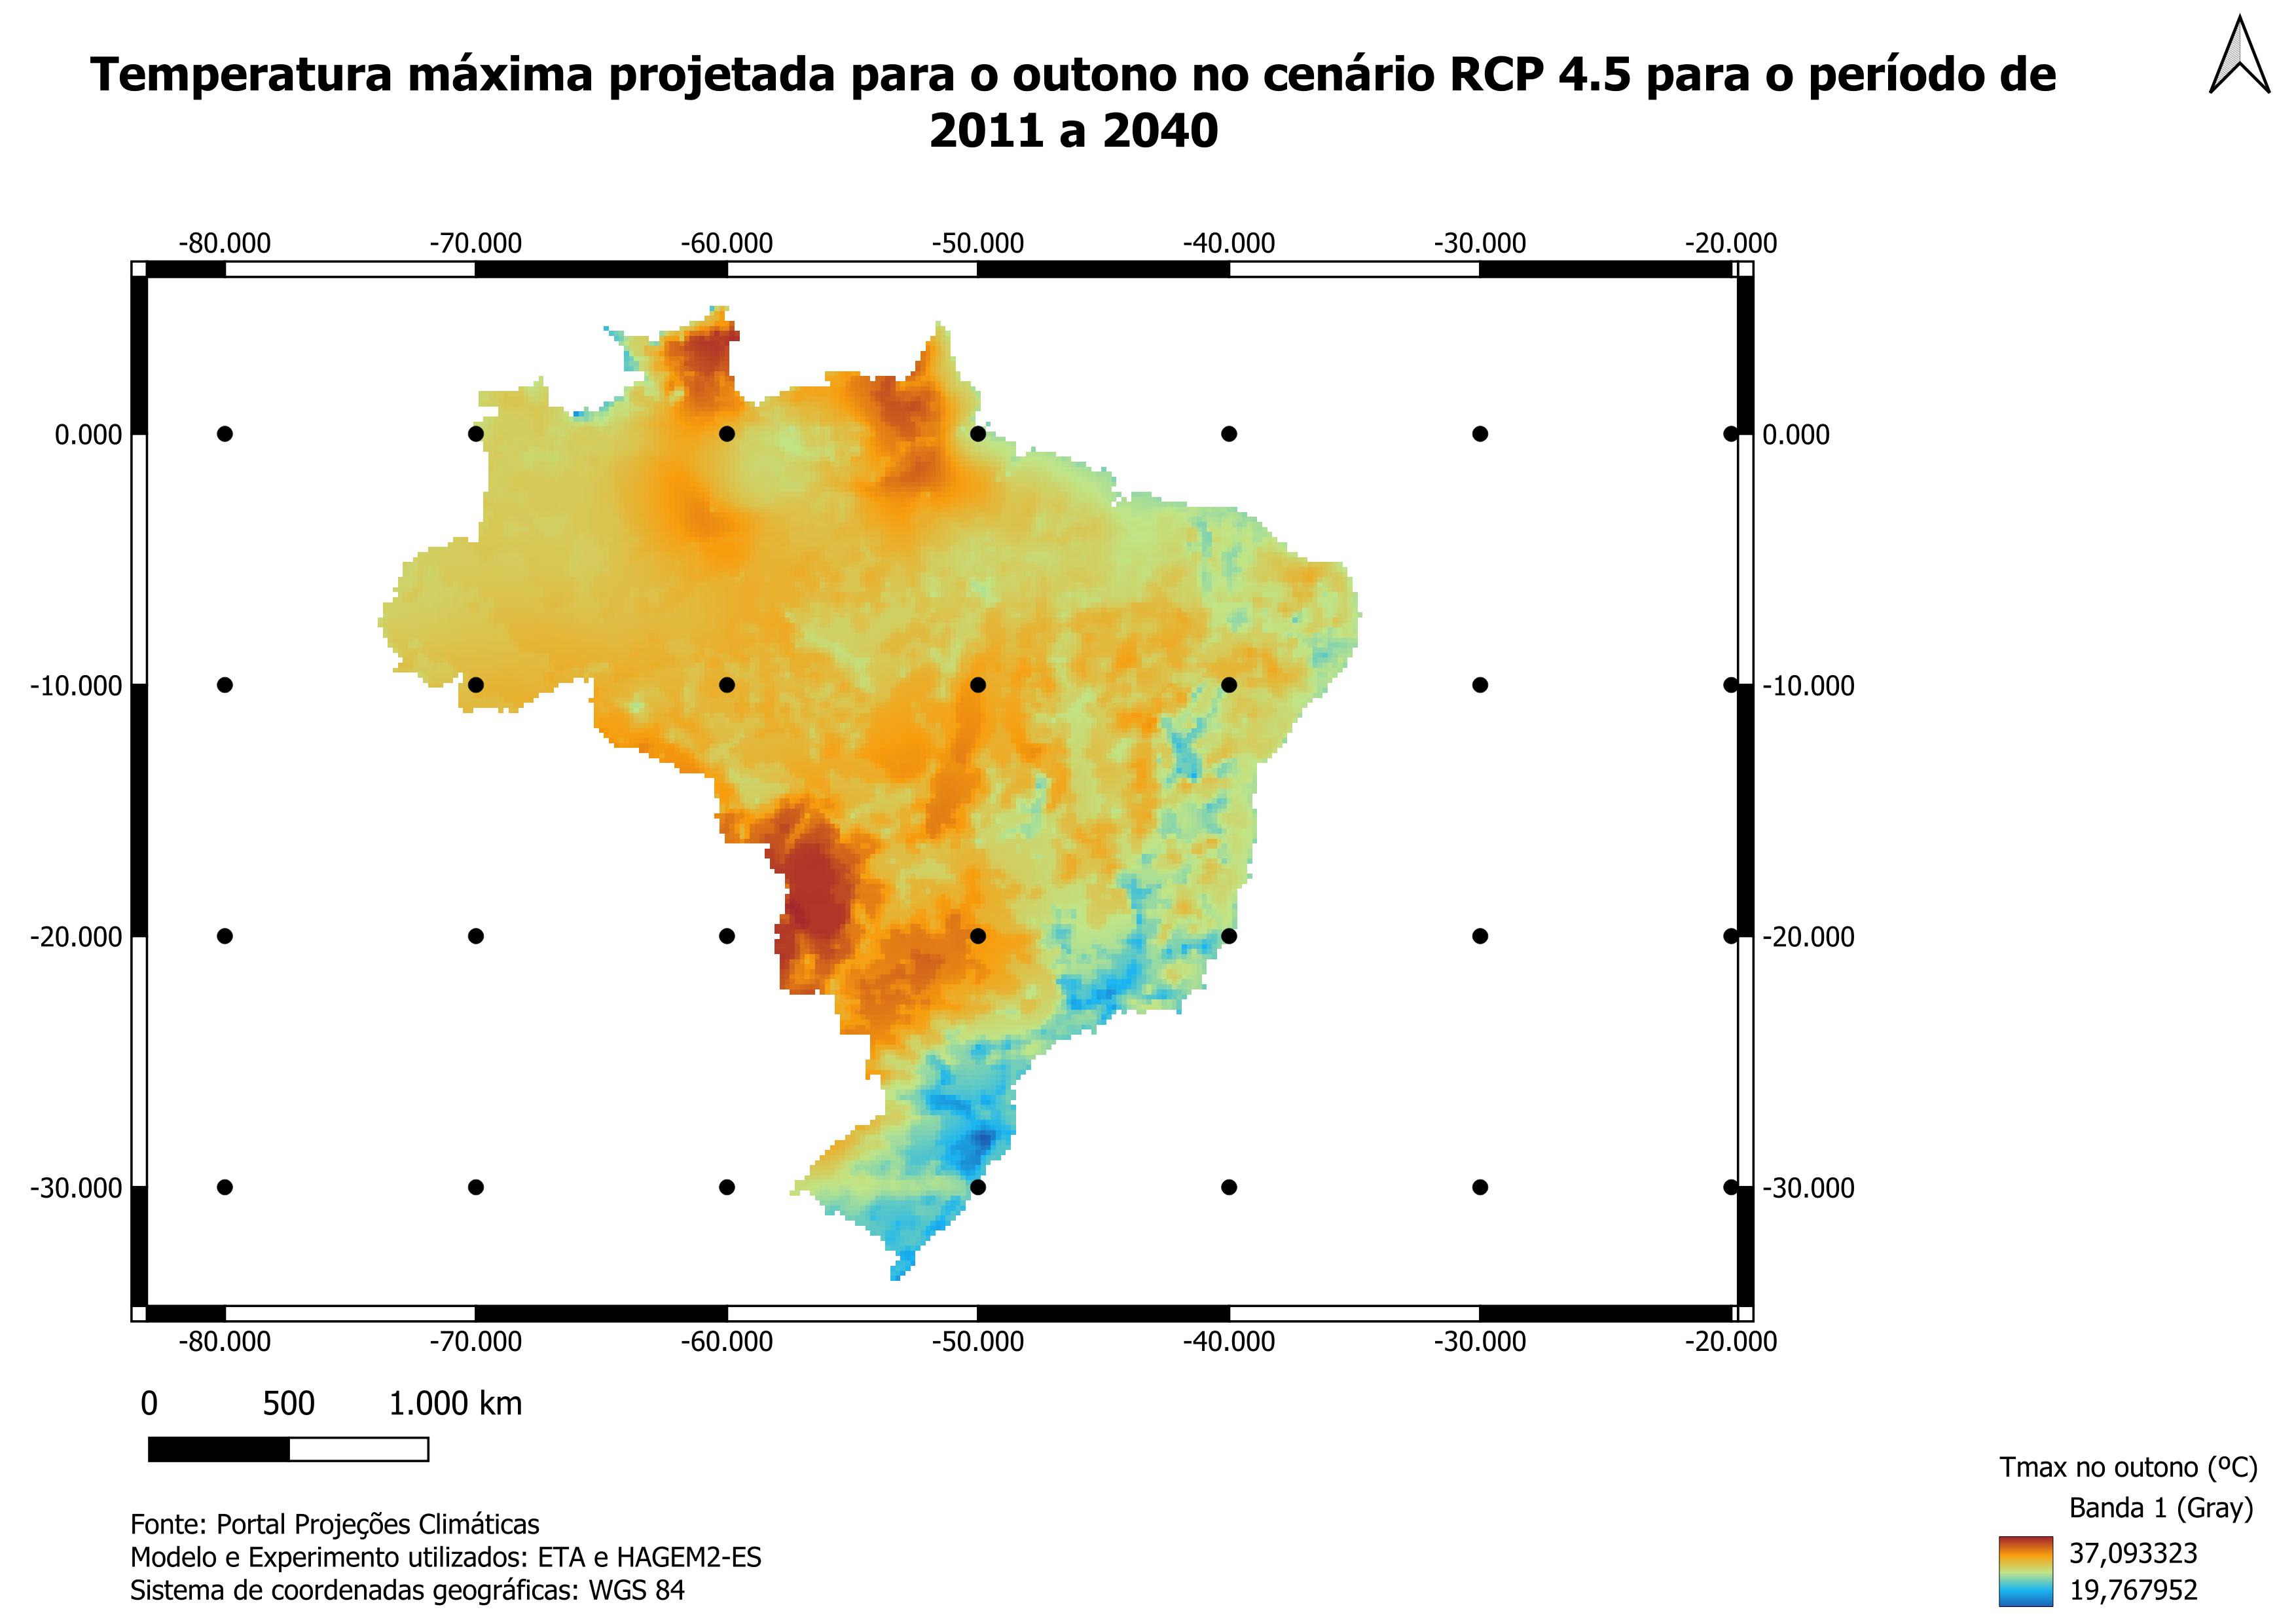 Temperatura máxima projetada para o outono no cenário RCP 4.5 para o período de
2011 a 2040
-80.000 -70.000 -60.000 -50.000 -40.000 -30.000 -20.000
0.000 0.000
-10.000 -10.000
-20.000 -20.000
-30.000 -30.000
-80.000 -70.000 -60.000 -50.000 -40.000 -30.000 -20.000
0 500 1.000 km
Fonte: Portal Projeções Climáticas
Modelo e Experimento utilizados: ETA e HAGEM2-ES
Sistema de coordenadas geográficas: WGS 84
Tmax no outono (ºC)
Banda 1 (Gray)
37,093323
19,767952